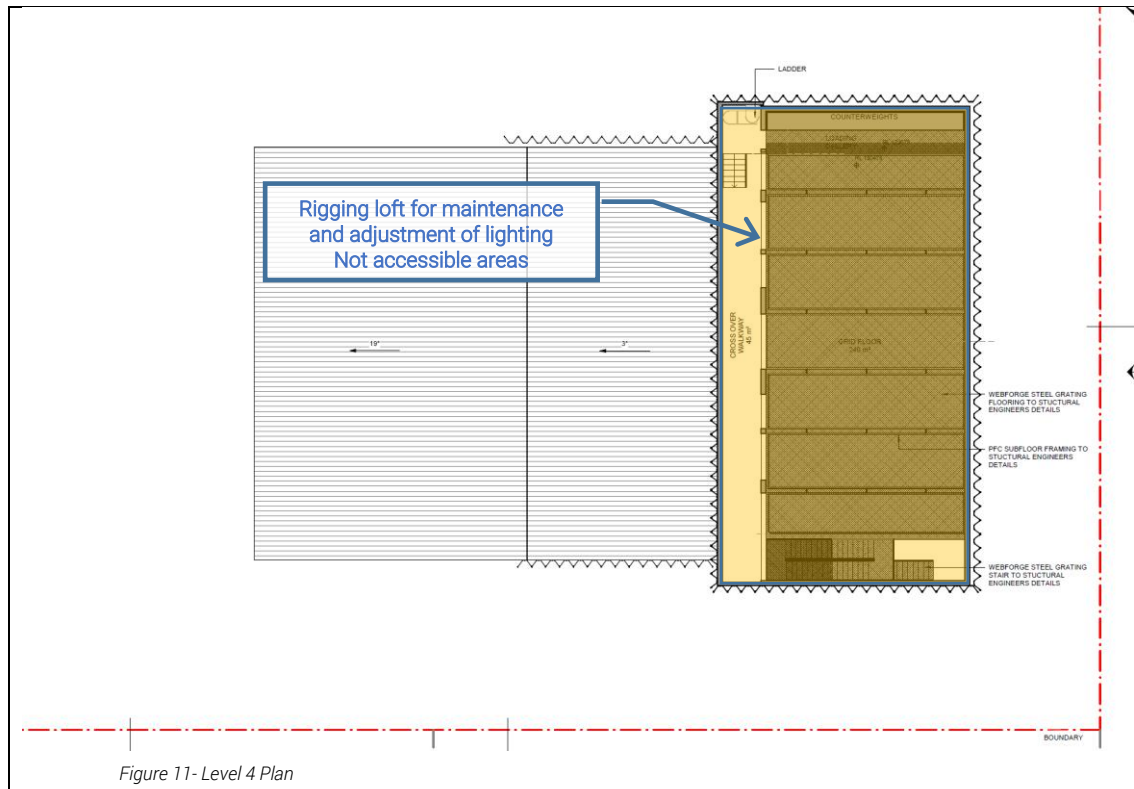 LADDER
COUNTERWEIGHTS
LOADING
Rigging loft for maintenance
and adjustment of lighting
Not accessible areas
CROSS OVER
WALKWAY
45 m²
GRID FLOOR
19°
3°
WEBFORGE STEEL GRATING
FLOORING TO STUCTURAL
ENGINEERS DETAILS
PFC SUBFLOOR FRAMING TO
STUCTURAL ENGINEERS
DETAILS
WEBFORGE STEEL GRATING
STAIR TO STUCTURAL
ENGINEERS DETAILS
BOUNDARY
Figure 11- Level 4 Plan